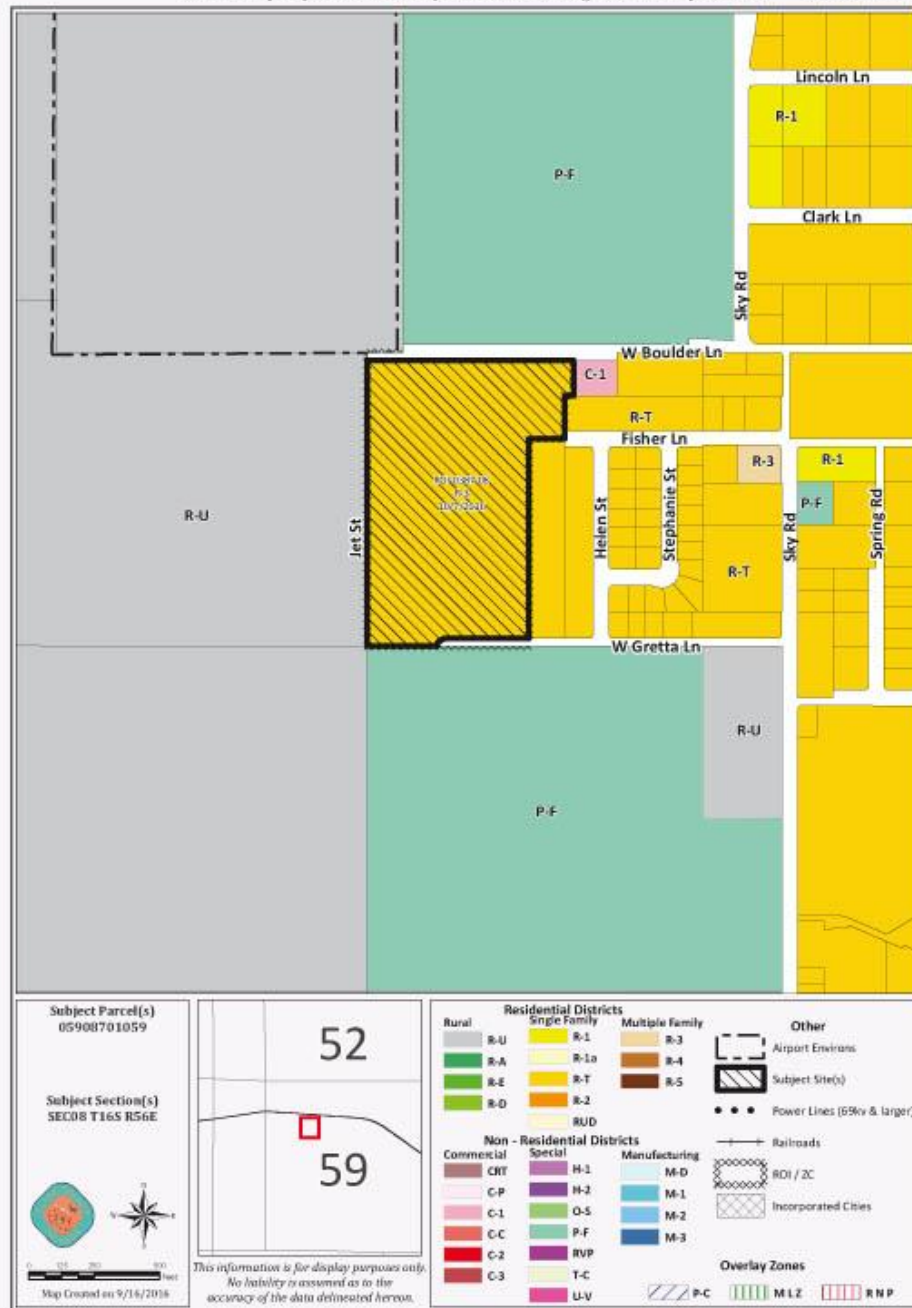 Lincoln Ln
R-1
P-F
Clark Ln
Sky Rd
W Boulder Ln
C-1
R-T
Fisher Ln
R-3
R-1
P-F
R-U
Jet St
Helen St
Stephanie St
Sky Rd
Spring Rd
R-T
W Gretta Ln
R-U
P-F
Subject Parcel(s)
05908701059
Subject Section(s)
SEC08 T16S R56E
Map Created on 9/16/2016
52
59
This information is for display purposes only.
No liability is assumed as to the
accuracy of the data delineated hereon.
Residential Districts
Rural
R-U
R-A
R-E
R-D
Single Family
R-1
R-1a
R-T
R-2
RUD
Multiple Family
R-3
R-4
R-5
Non - Residential Districts
Commercial
CRT
C-P
C-1
C-C
C-2
C-3
Special
H-1
H-2
O-S
P-F
RVP
T-C
U-V
Manufacturing
M-D
M-1
M-2
M-3
Other
Airport Environs
Subject Site(s)
Power Lines (69kv & larger)
Railroads
ROI / ZC
Incorporated Cities
Overlay Zones
P-C
MLZ
RNP